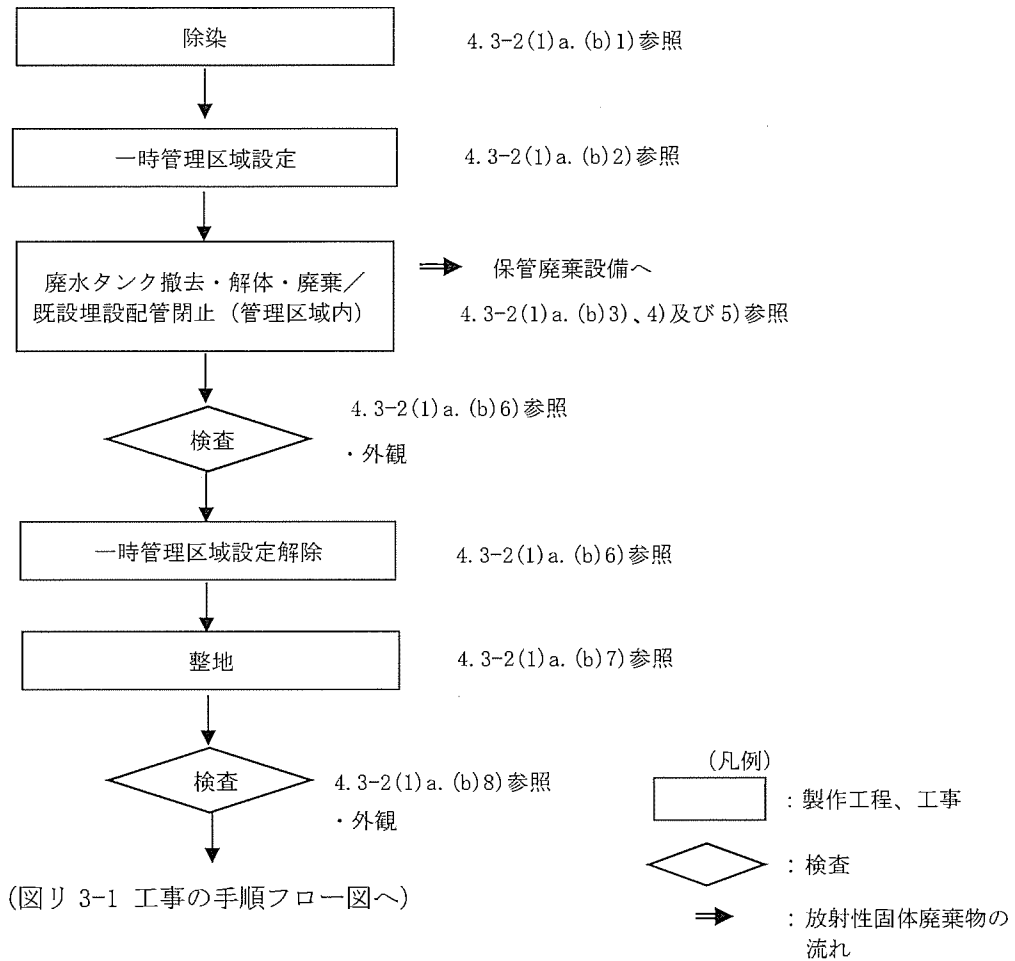 除染
4.3-2(1)a.(b)1)参照
一時管理区域設定
4.3-2(1)a.(b)2)参照
廃水タンク撤去・解体・廃棄／
既設埋設配管閉止（管理区域内）
保管廃棄設備へ
4.3-2(1)a.(b)3)、4)及び5)参照
検査
4.3-2(1)a.(b)6)参照
・外観
一時管理区域設定解除
4.3-2(1)a.(b)6)参照
整地
4.3-2(1)a.(b)7)参照
検査
4.3-2(1)a.(b)8)参照
・外観
(図リ 3-1 工事の手順フロー図へ)
(凡例)
：製作工程、工事
：検査
：放射性固体廃棄物の
流れ